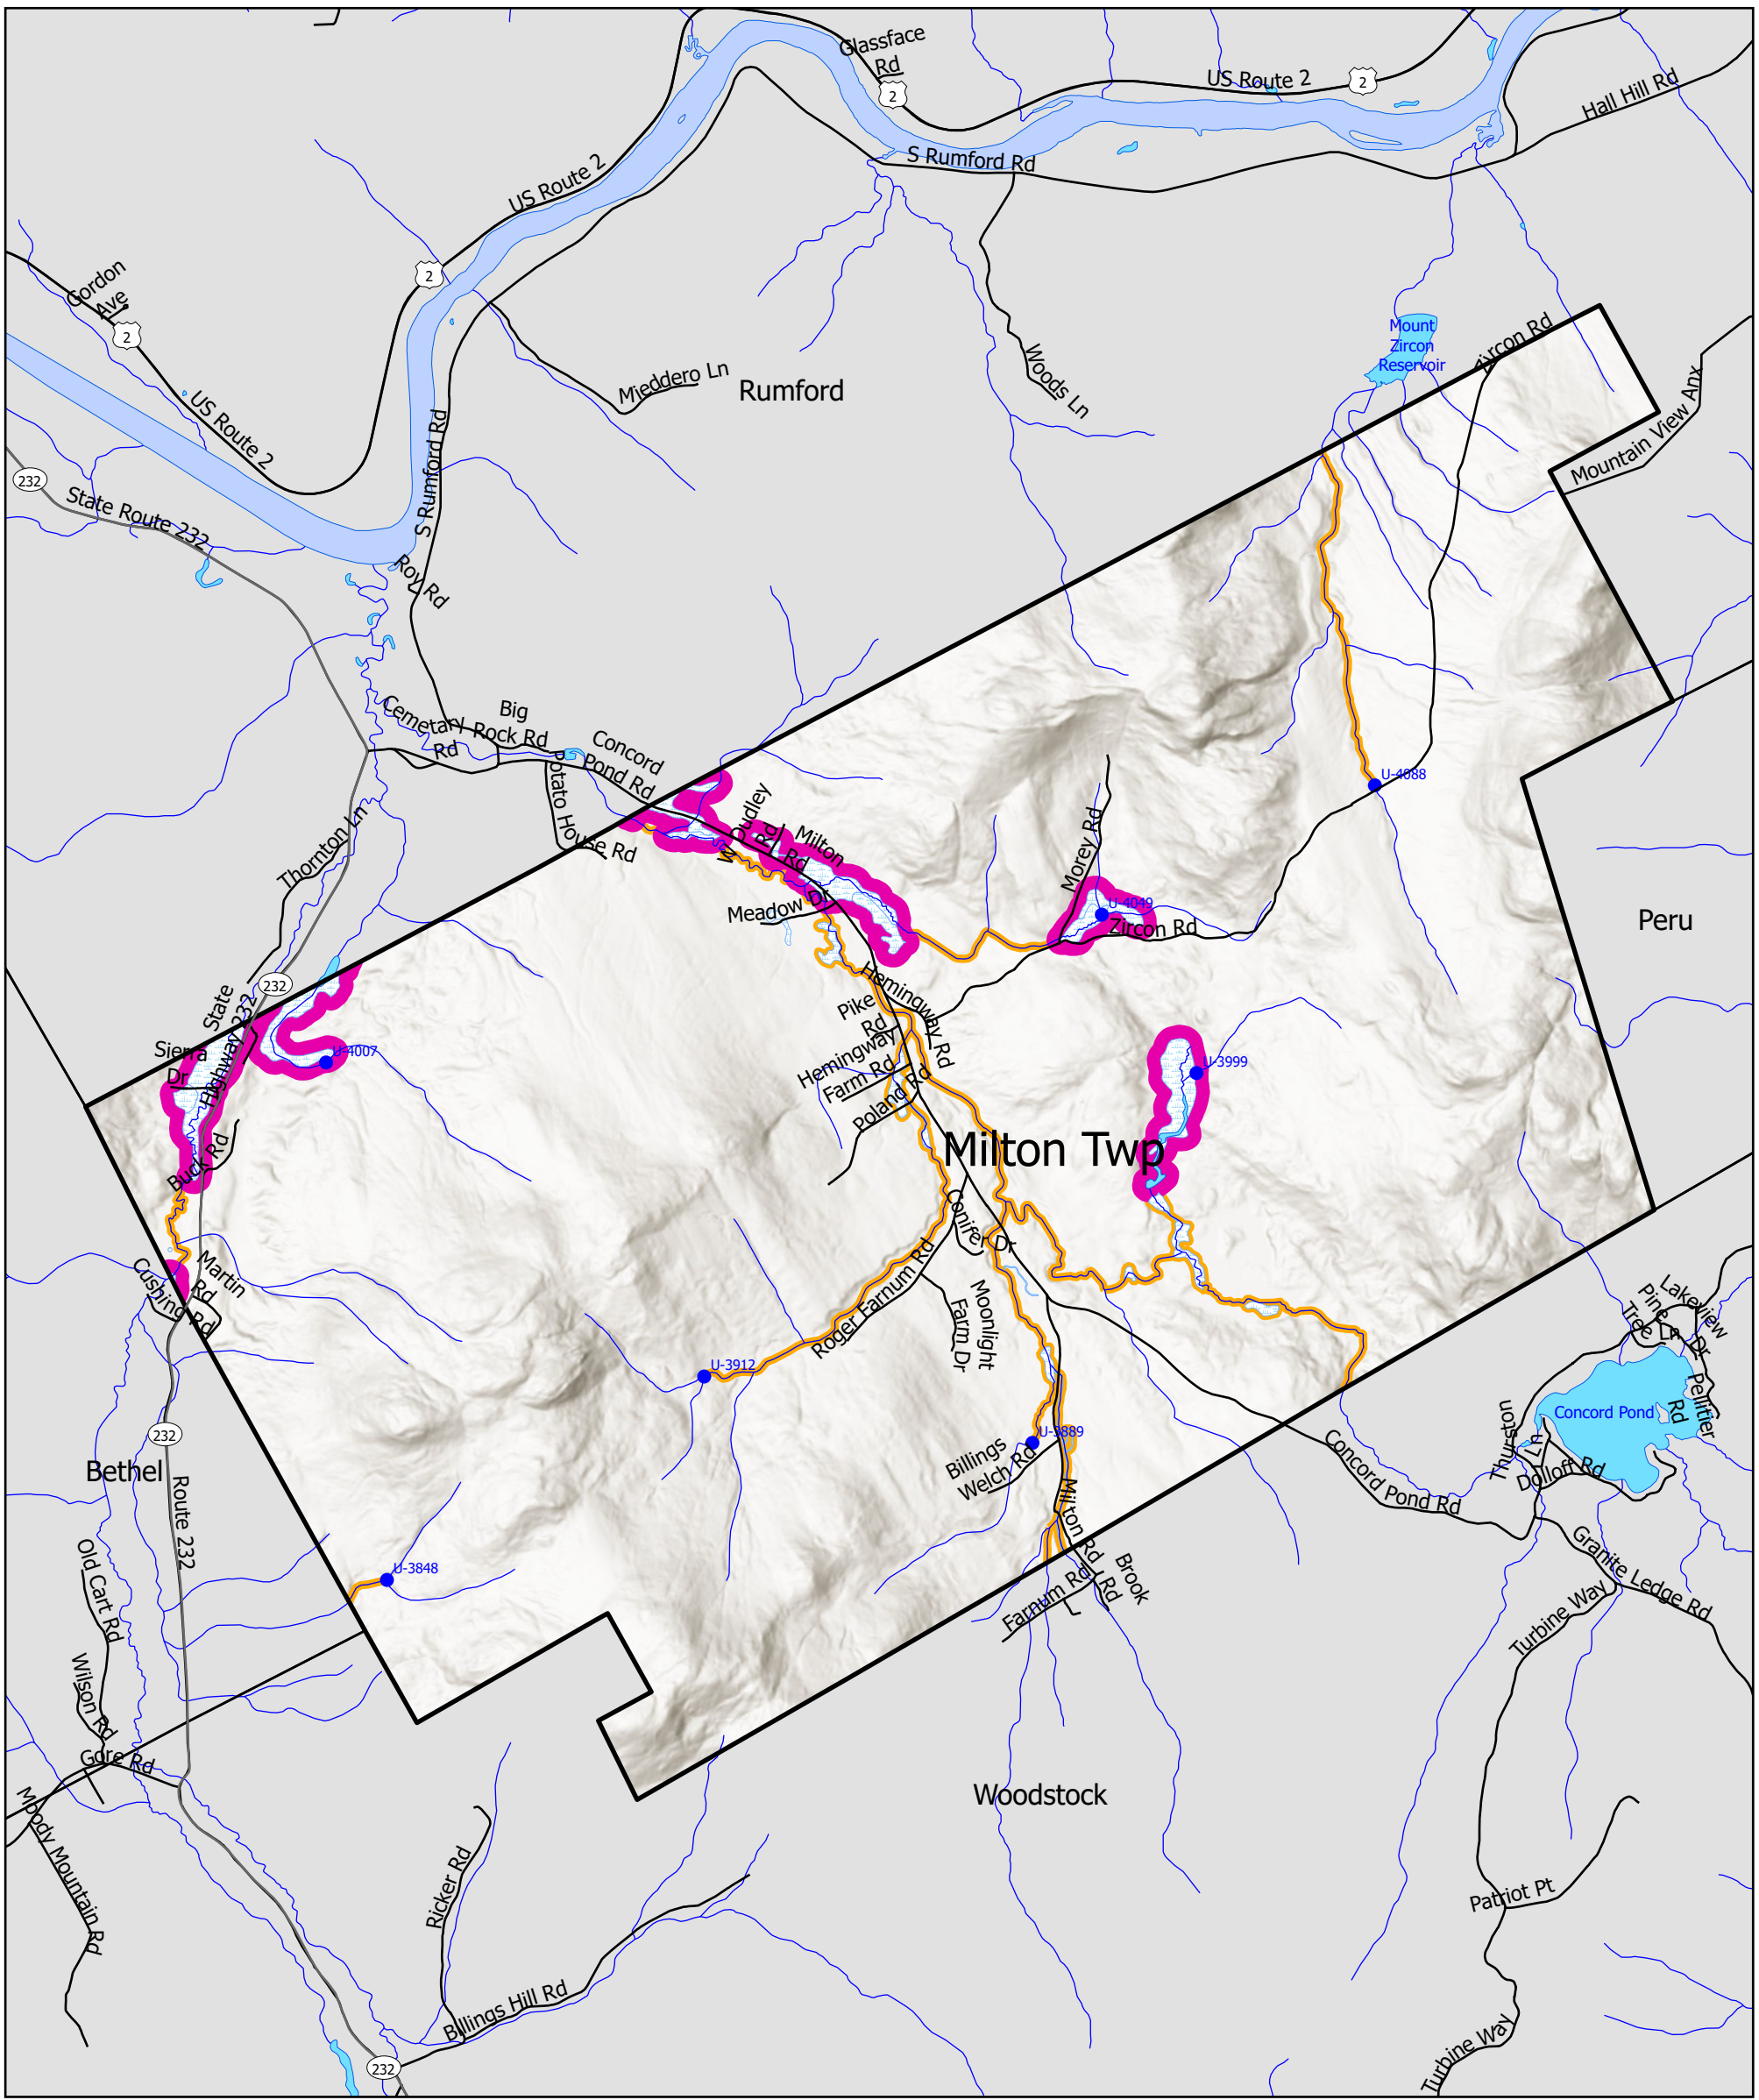 Glassface
Rd
2
US Route 2
2
Hall Hill Rd
S Rumford Rd
US Route 2
2
Gordon
Ave
2
Mount
Zircon
Reservoir
Zircon Rd
Woods Ln
Mieddero Ln
Rumford
Mountain View Anx
US Route 2
S Rumford Rd
232
State Route 232
Roy Rd
Cemetary
Rd
Big
Rock Rd
Concord
Pond Rd
Potato House Rd
U-4088
W Dudley
Rd
Milton
Rd
Thornton Ln
Morey Rd
Meadow Dr
U-4049
Zircon Rd
Peru
232
State
Highway 232
Hemingway
Rd
Pike
Rd
Sierra
Dr
U-4007
Hemingway
Farm Rd
U-3999
Poland Rd
Milton Twp
Buck Rd
Conifer Dr
Martin
Rd
Cushing Rd
Roger Farnum Rd
Moonlight
Farm Dr
Lakeview
Dr
Pine
Tree Ln
U-3912
Concord Pond
Pelitier
Rd
Thurston
Ln
232
Bethel
U-3889
Billings
Welch Rd
Dolloff Rd
Concord Pond Rd
Route 232
Milton Rd
U-3848
Old Cart Rd
Brook
Rd
Farnum Rd
Granite Ledge Rd
Turbine Way
Wilson Rd
Gore Rd
Woodstock
Moody Mountain Rd
Ricker Rd
Patriot Pt
Billings Hill Rd
232
Turbine Way